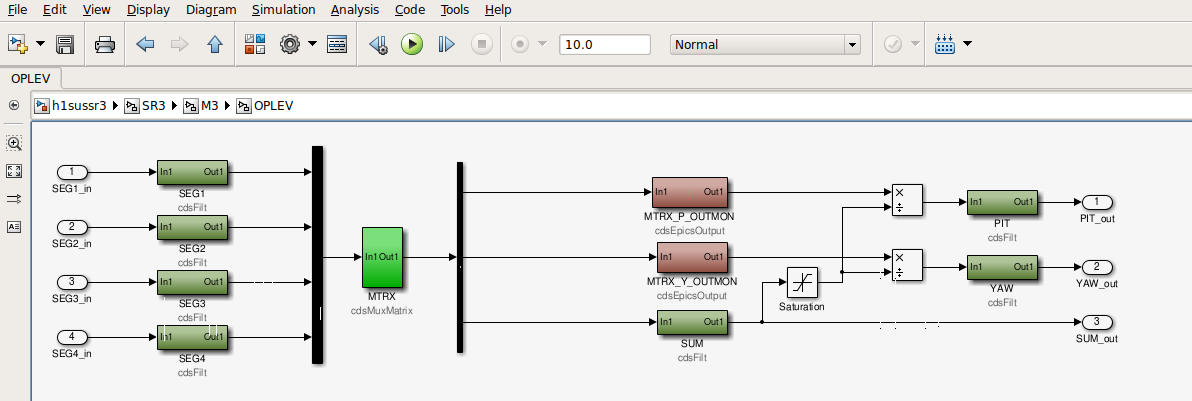 File Edit View Display Diagram Simulation Analysis Code Tools Help
10.0 Normal
OPLEV
h1sussr3 SR3 M3 OPLEV
1 In1 Out1
SEG1_in SEG1
cdsFilt
2 In1 Out1
SEG2_in SEG2
cdsFilt
3 In1 Out1
SEG3_in SEG3
cdsFilt
4 In1 Out1
SEG4_in SEG4
cdsFilt
In1 Out1
MTRX
cdsMuxMatrix
In1 Out1
MTRX_P_OUTMON
cdsEpicsOutput
In1 Out1
MTRX_Y_OUTMON
cdsEpicsOutput
In1 Out1
SUM
cdsFilt
Saturation
×
÷
×
÷
In1 Out1
PIT
cdsFilt
In1 Out1
YAW
cdsFilt
1
PIT_out
2
YAW_out
3
SUM_out